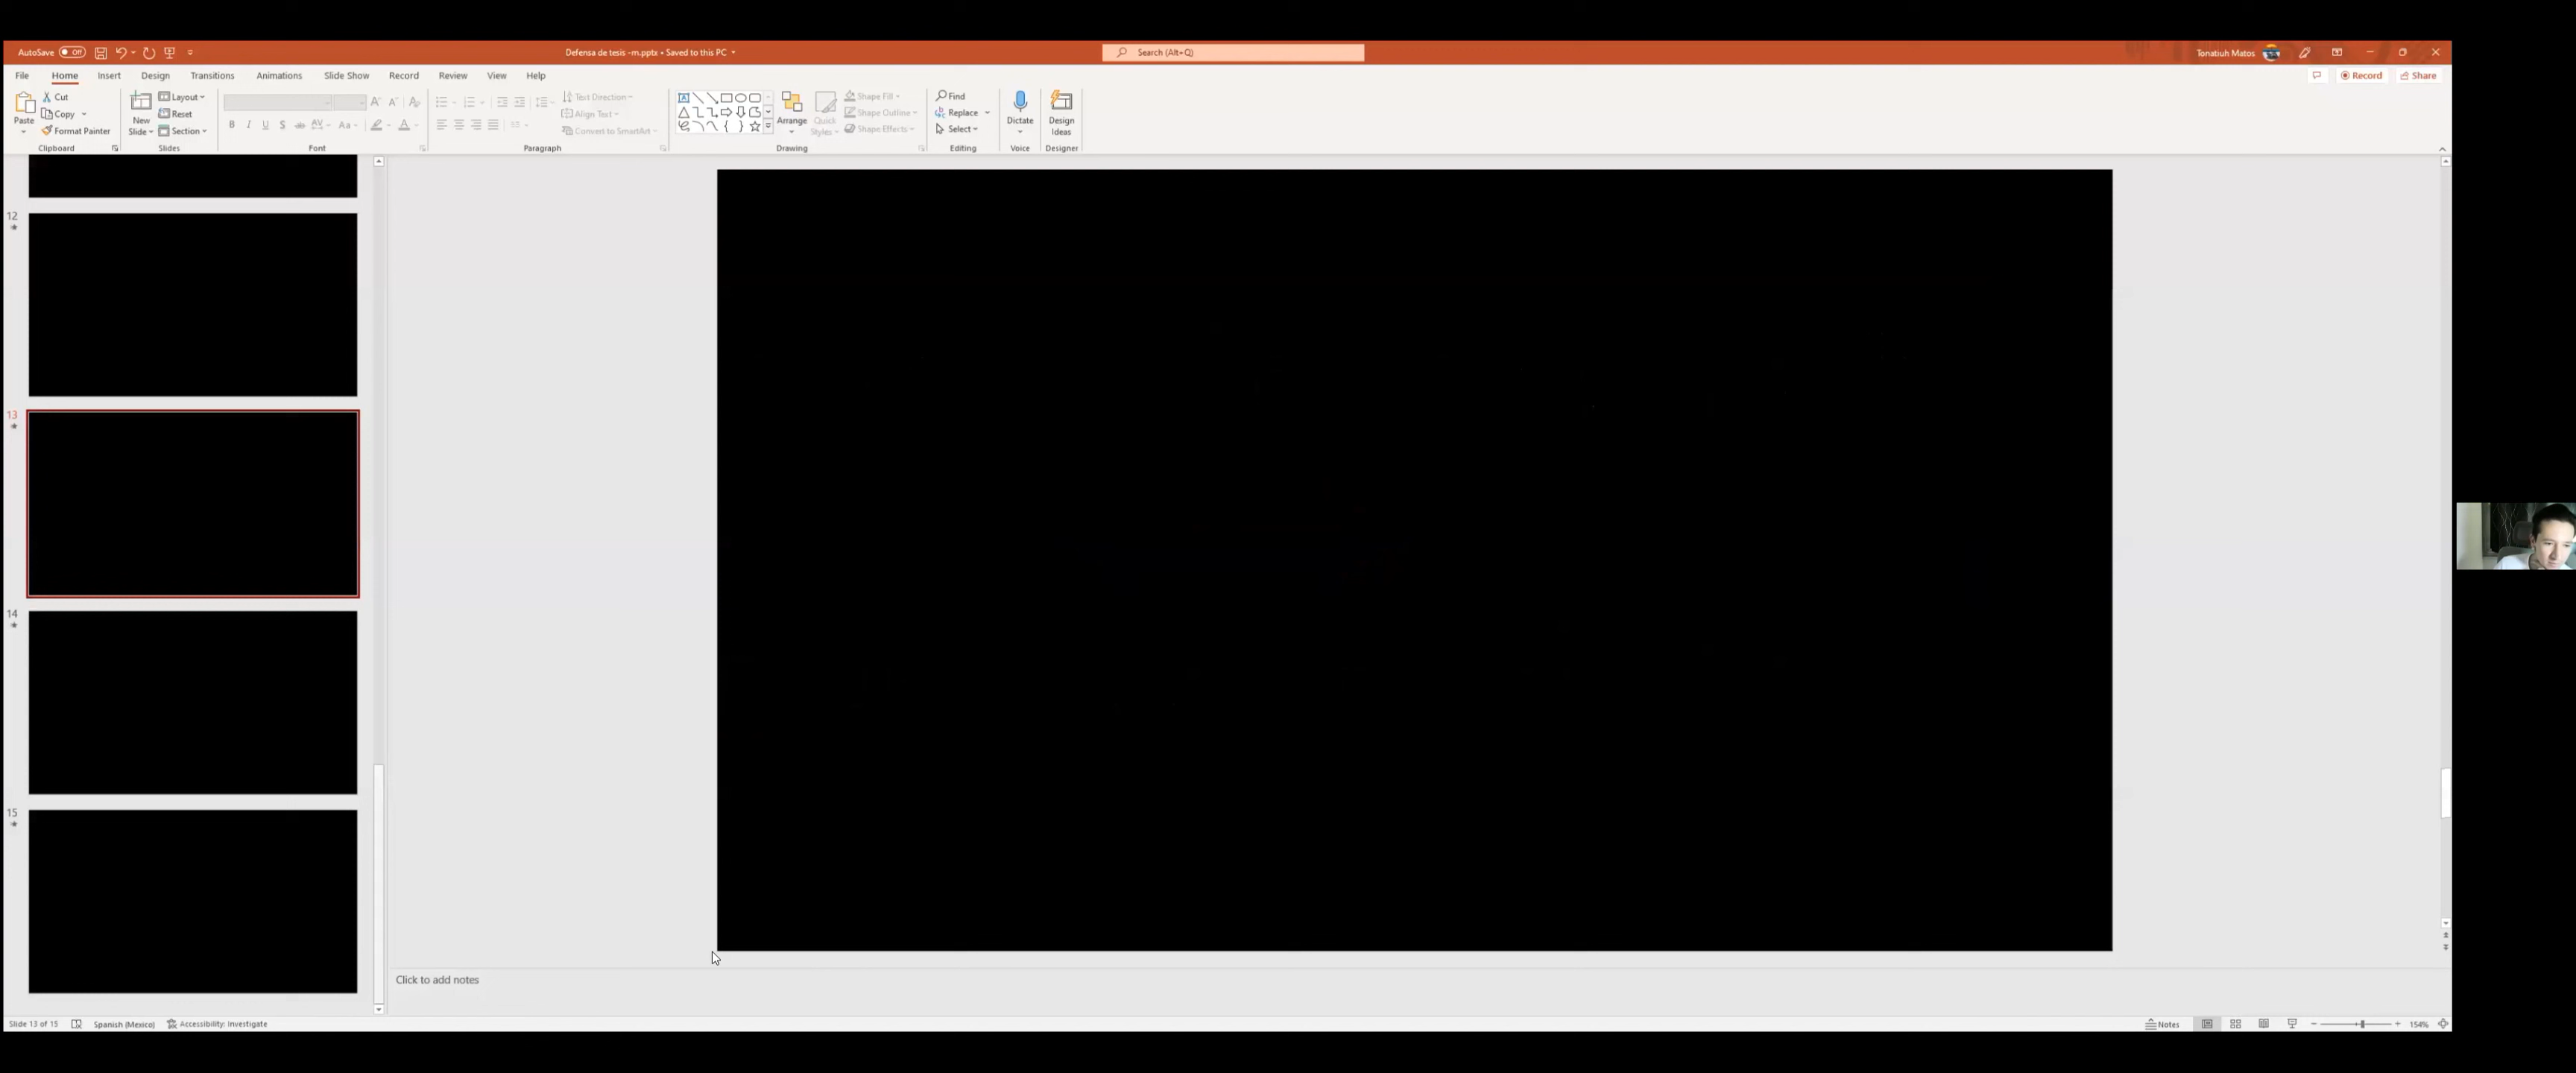 AutoSave Off Defensa de tesis -m.pptx • Saved to this PC Search (Alt+Q) Tonatiuh Matos
File Home Insert Design Transitions Animations Slide Show Record Review View Help Record Share
Cut Layout Text Direction Shape Fill Find
Copy Reset Align Text Shape Outline Replace
Paste Format Painter New Slide Section B I U S ab AV Aa A Convert to SmartArt Arrange Quick Styles Shape Effects Select Dictate Design Ideas
Clipboard Slides Font Paragraph Drawing Editing Voice Designer
12
13
14
15
Click to add notes
Slide 13 of 15 Spanish (Mexico) Accessibility: Investigate Notes 154%